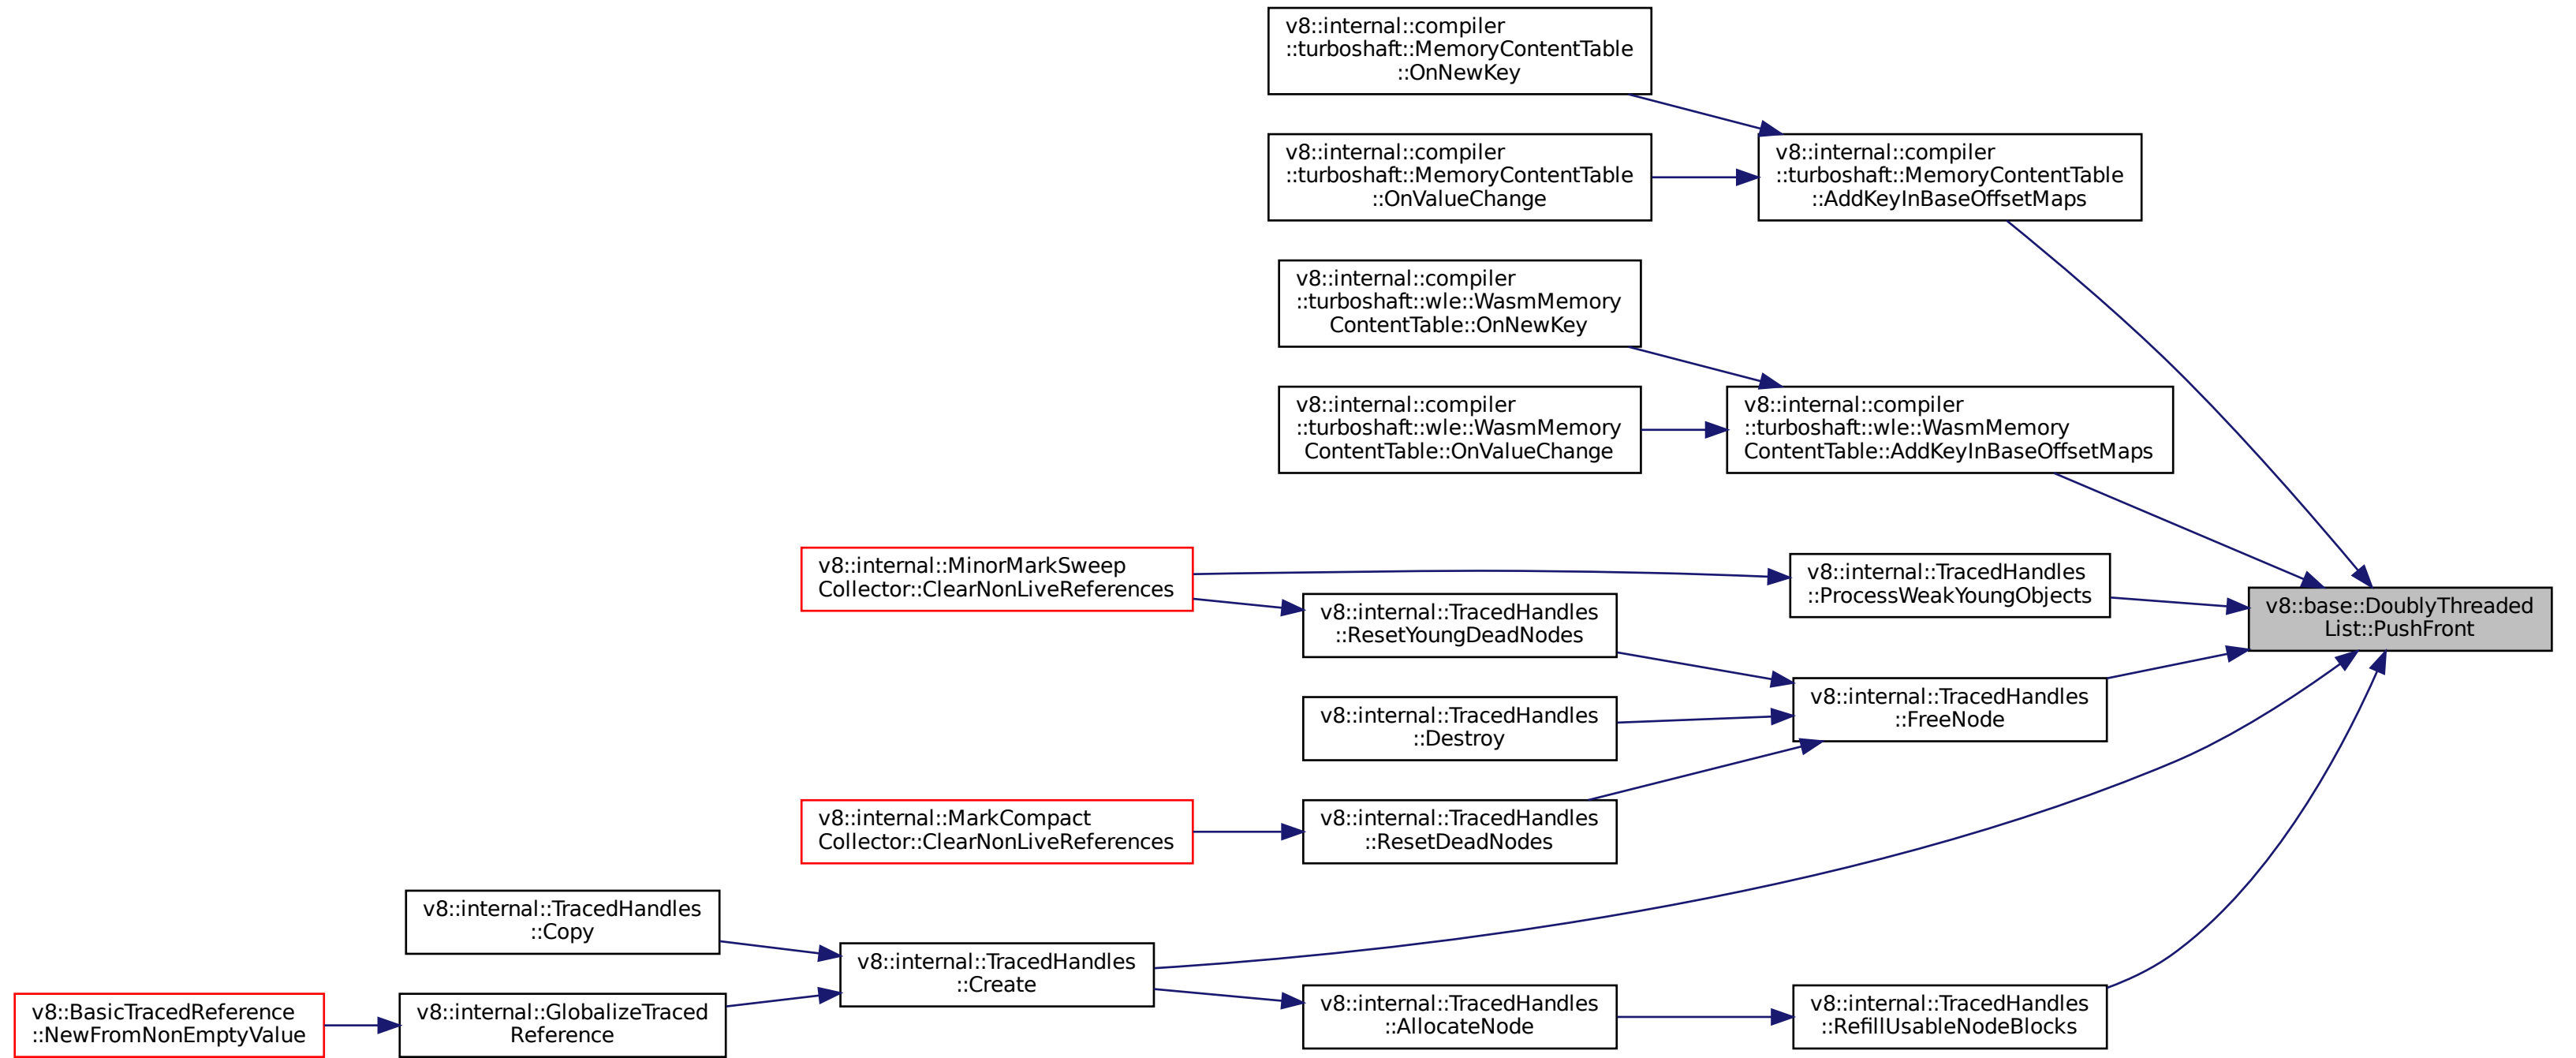 v8::internal::compiler
::turboshaft::MemoryContentTable
::OnNewKey
v8::internal::compiler
::turboshaft::MemoryContentTable
::OnValueChange
v8::internal::compiler
::turboshaft::MemoryContentTable
::AddKeyInBaseOffsetMaps
v8::internal::compiler
::turboshaft::wle::WasmMemory
ContentTable::OnNewKey
v8::internal::compiler
::turboshaft::wle::WasmMemory
ContentTable::OnValueChange
v8::internal::compiler
::turboshaft::wle::WasmMemory
ContentTable::AddKeyInBaseOffsetMaps
v8::internal::MinorMarkSweep
Collector::ClearNonLiveReferences
v8::internal::TracedHandles
::ProcessWeakYoungObjects
v8::base::DoublyThreaded
List::PushFront
v8::internal::TracedHandles
::ResetYoungDeadNodes
v8::internal::TracedHandles
::FreeNode
v8::internal::TracedHandles
::Destroy
v8::internal::MarkCompact
Collector::ClearNonLiveReferences
v8::internal::TracedHandles
::ResetDeadNodes
v8::internal::TracedHandles
::Copy
v8::internal::TracedHandles
::Create
v8::BasicTracedReference
::NewFromNonEmptyValue
v8::internal::GlobalizeTraced
Reference
v8::internal::TracedHandles
::AllocateNode
v8::internal::TracedHandles
::RefillUsableNodeBlocks